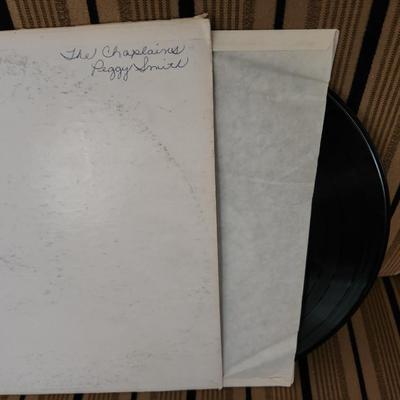 The Chaplains
Peggy Smith